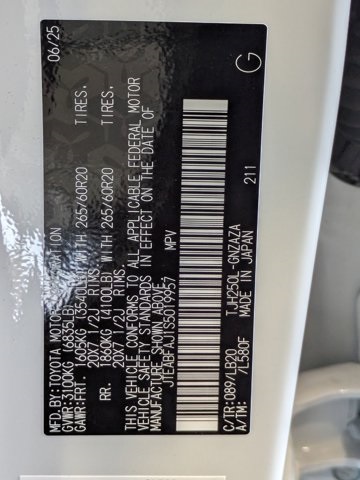 MFD.BY:TOYOTA MOTOR CORPORATION 06/25
GVWR:3100KG (6835LB)
GAWR:FRT. 1605KG (3540LB) WITH 265/60R20 TIRES.
20X7 1/2J RIMS.
RR. 1860KG (4100LB) WITH 265/60R20 TIRES.
20X7 1/2J RIMS.
THIS VEHICLE CONFORMS TO ALL APPLICABLE FEDERAL MOTOR
VEHICLE SAFETY STANDARDS IN EFFECT ON THE DATE OF
MANUFACTURE SHOWN ABOVE.
JTEABFAJ1S5019957 MPV
C/TR:089/LB20 TJH250L-GNZAZA 211
A/TM: /L580F MADE IN JAPAN
G